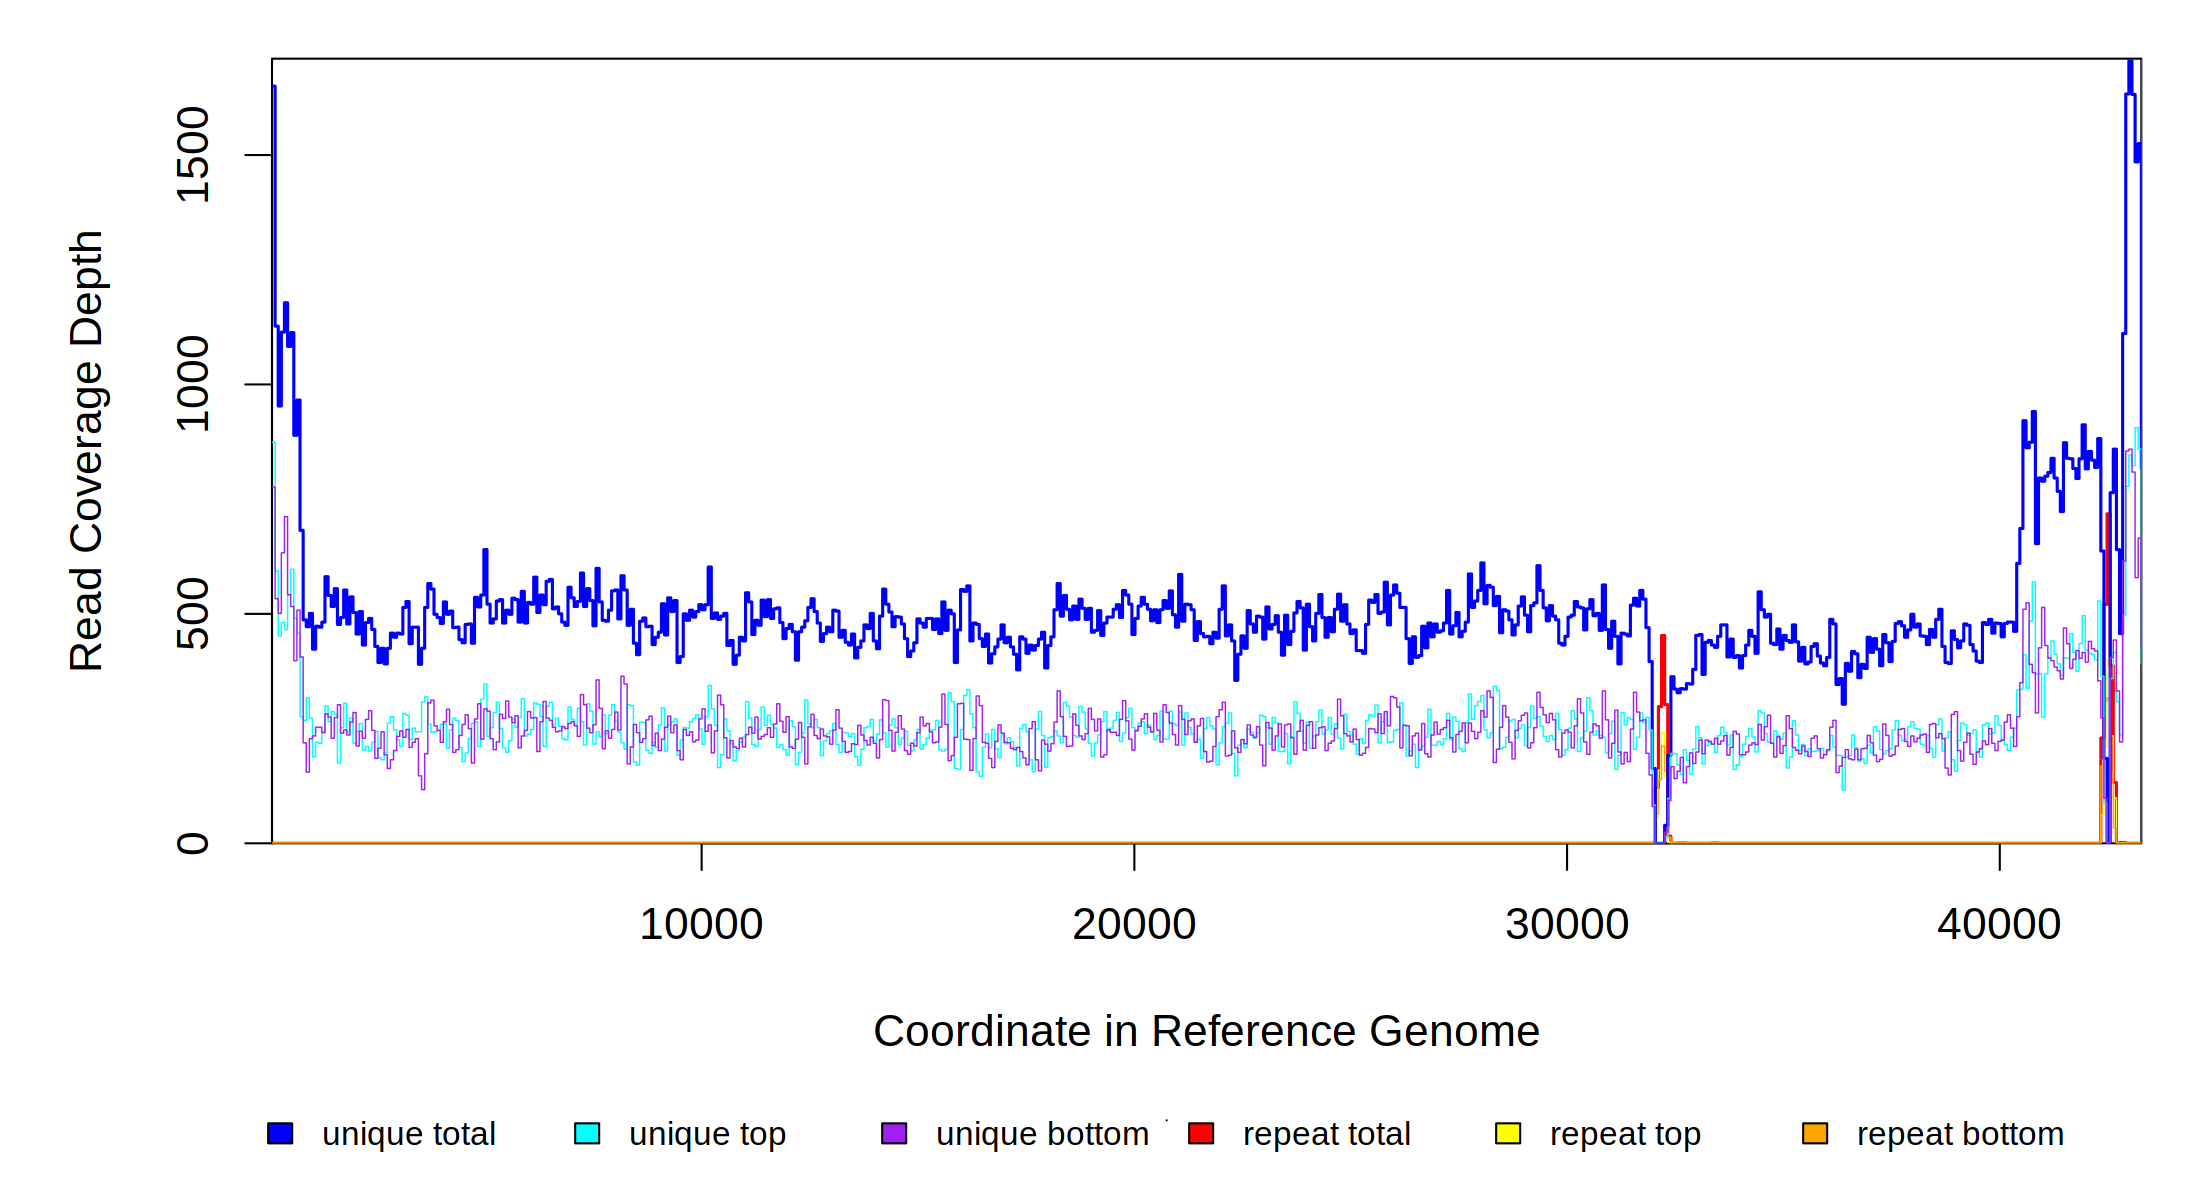 Read Coverage Depth
1500
1000
500
0
10000 20000 30000 40000
Coordinate in Reference Genome
unique total unique top unique bottom repeat total repeat top repeat bottom